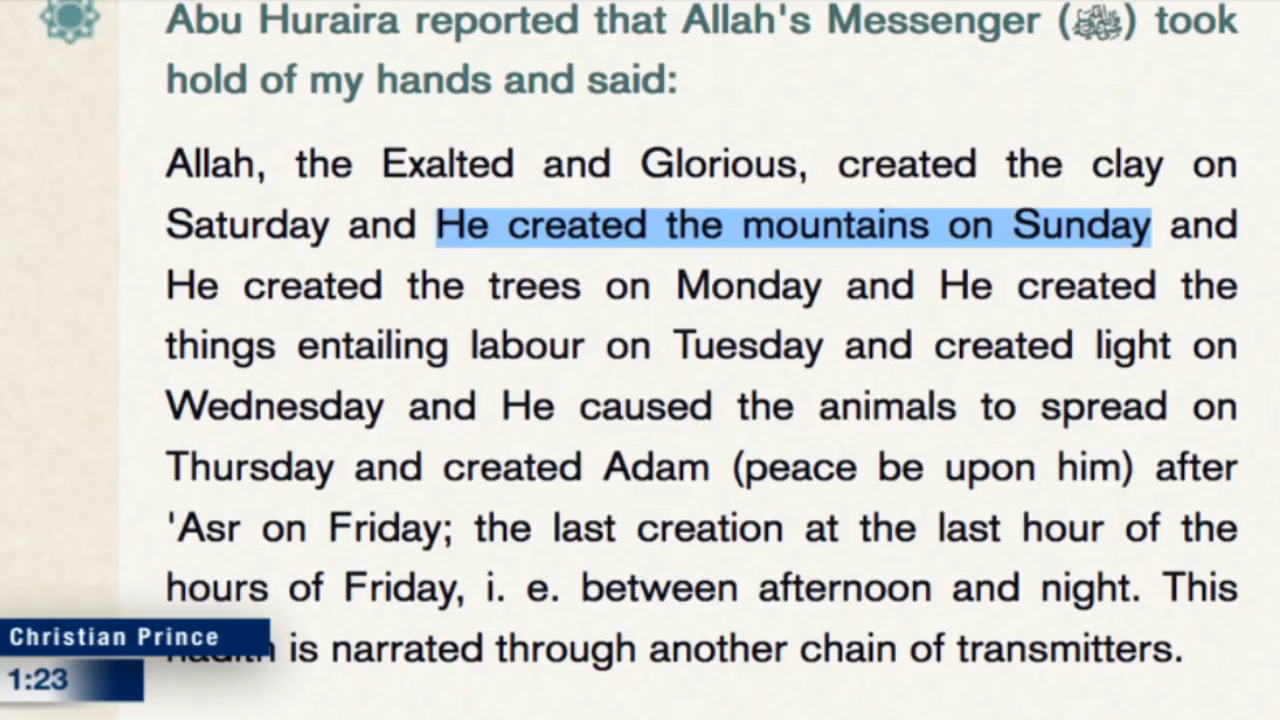 Abu Huraira reported that Allah's Messenger (ﷺ) took
hold of my hands and said:
Allah, the Exalted and Glorious, created the clay on
Saturday and He created the mountains on Sunday and
He created the trees on Monday and He created the
things entailing labour on Tuesday and created light on
Wednesday and He caused the animals to spread on
Thursday and created Adam (peace be upon him) after
'Asr on Friday; the last creation at the last hour of the
hours of Friday, i. e. between afternoon and night. This
is narrated through another chain of transmitters.
Christian Prince
1:23